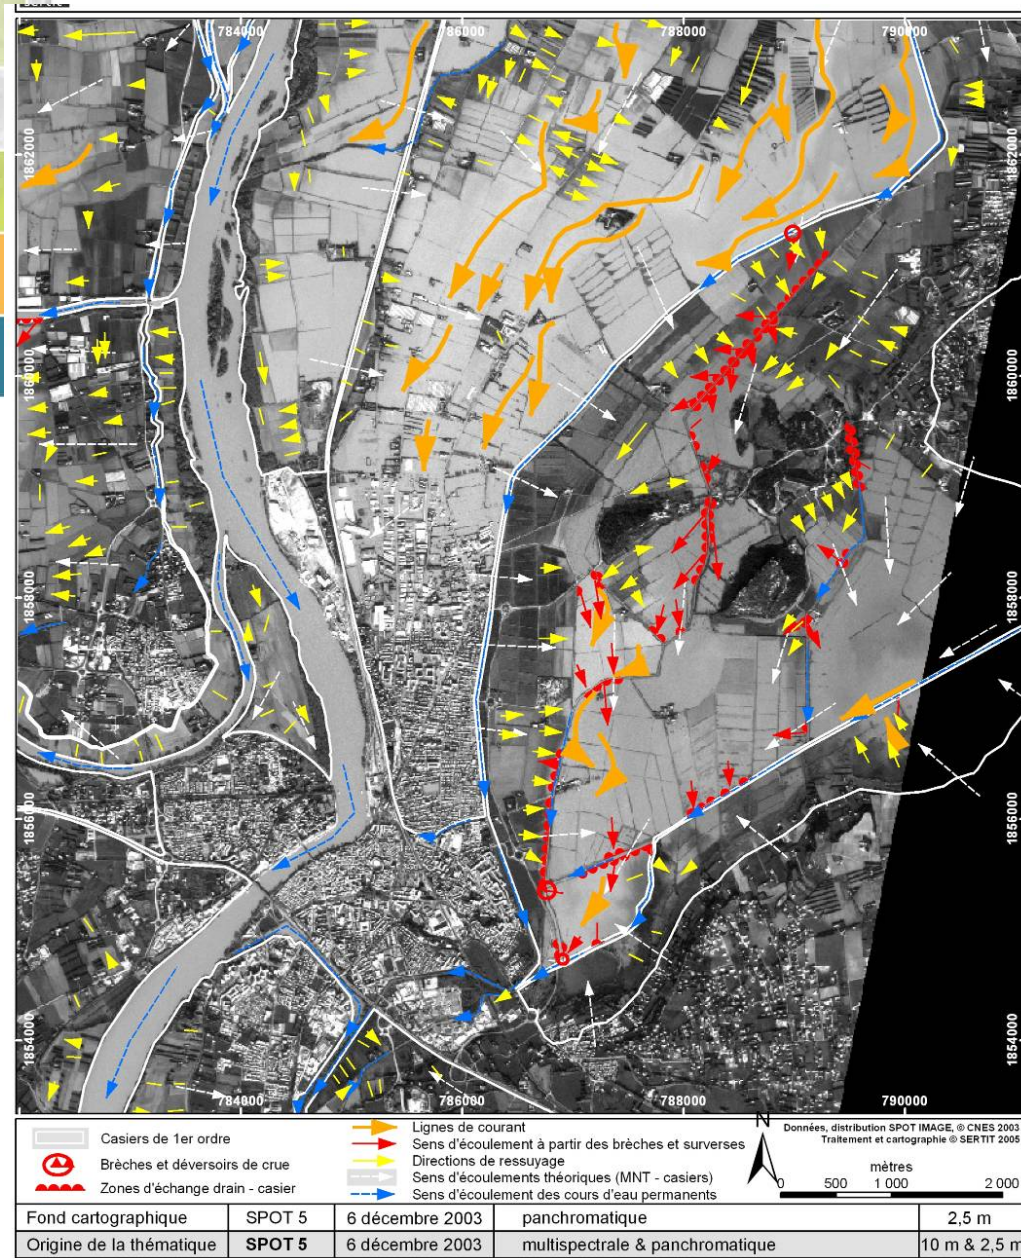 784000 786000 788000 790000
1862000 1862000
1860000 1860000
1858000 1858000
1856000 1856000
1854000 1854000
784000 786000 788000 790000
Casiers de 1er ordre
Brèches et déversoirs de crue
Zones d'échange drain - casier
Lignes de courant
Sens d'écoulement à partir des brèches et surverses
Directions de ressuyage
Sens d'écoulements théoriques (MNT - casiers)
Sens d'écoulement des cours d'eau permanents
N
Données, distribution SPOT IMAGE, © CNES 2003
Traitement et cartographie © SERTIT 2005
mètres
0 500 1 000 2 000
Fond cartographique SPOT 5 6 décembre 2003 panchromatique 2,5 m
Origine de la thématique SPOT 5 6 décembre 2003 multispectrale & panchromatique 10 m & 2,5 m